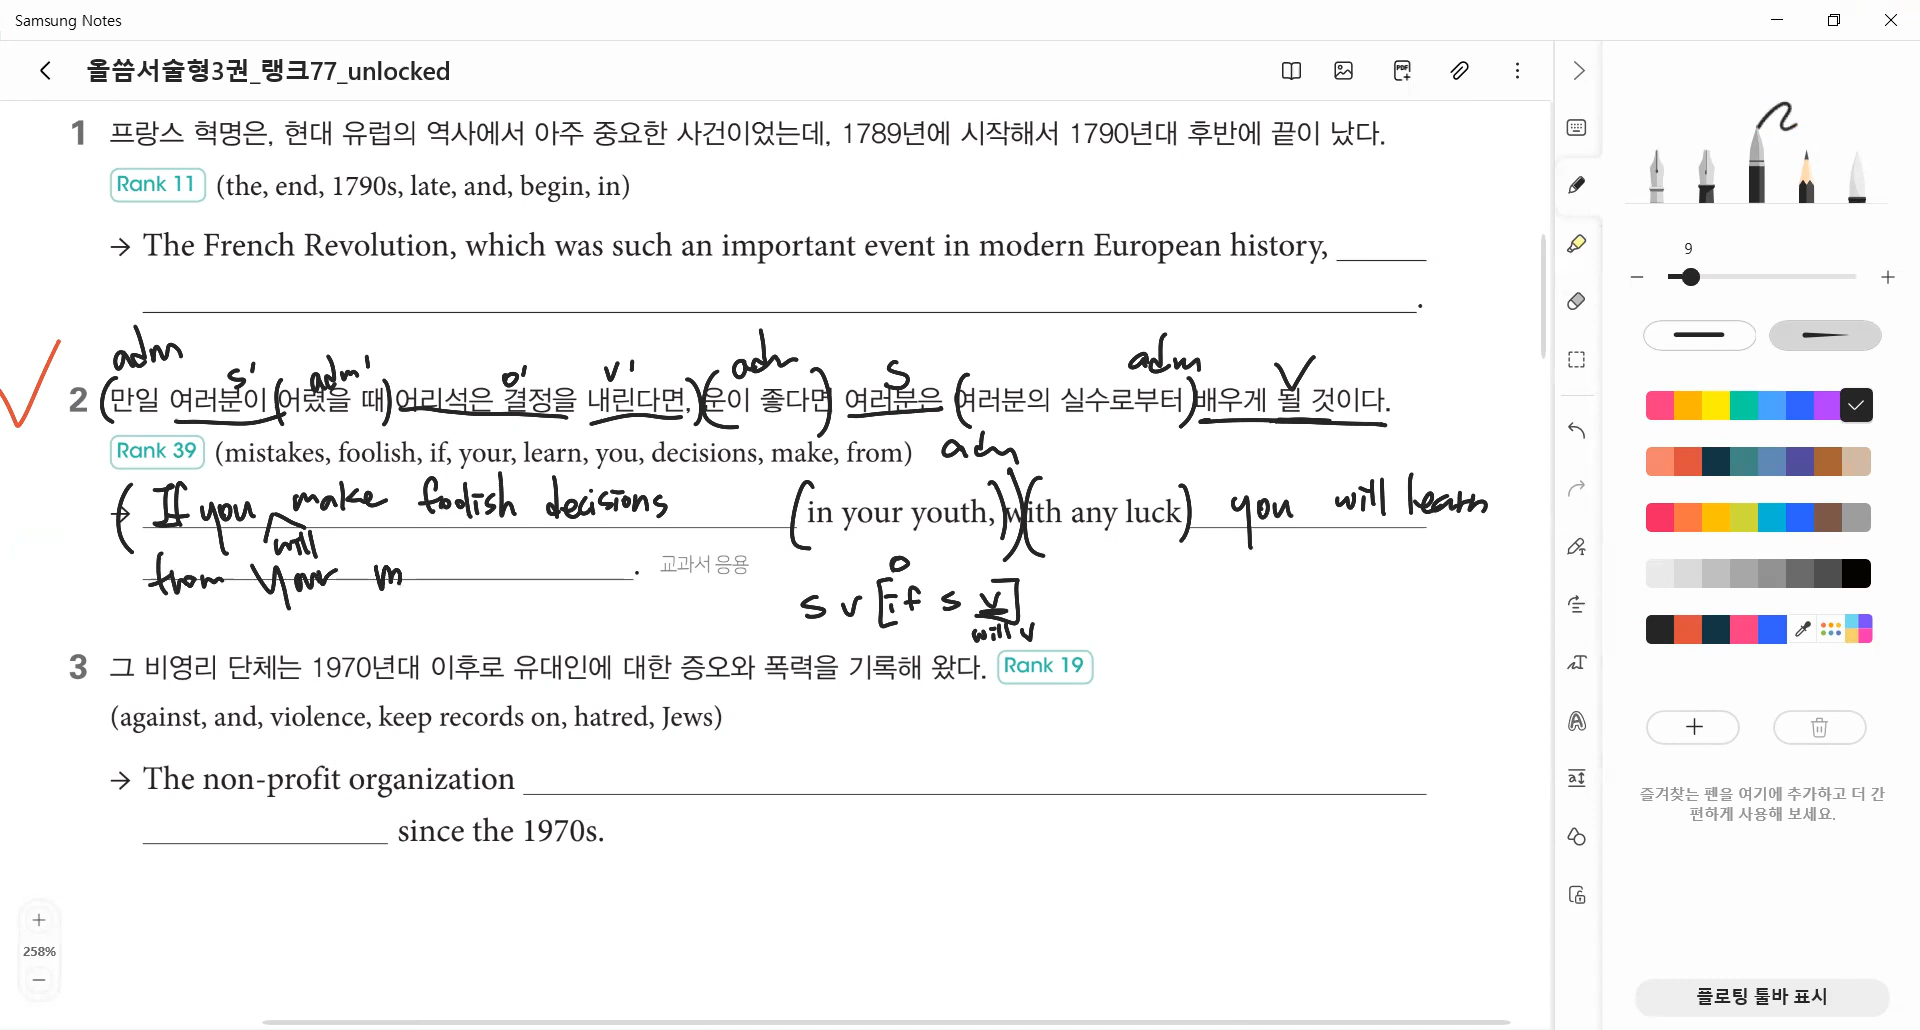 Samsung Notes
올씀서술형3권_랭크77_unlocked
1 프랑스 혁명은, 현대 유럽의 역사에서 아주 중요한 사건이었는데, 1789년에 시작해서 1790년대 후반에 끝이 났다.
Rank 11 (the, end, 1790s, late, and, begin, in)
→ The French Revolution, which was such an important event in modern European history, ______
______.
adm s' adm' o' v' adm S adm V
2 (만일 여러분이 (어렸을 때) 어리석은 결정을 내린다면,) (운이 좋다면) 여러분은 (여러분의 실수로부터) 배우게 될 것이다.
Rank 39 (mistakes, foolish, if, your, learn, you, decisions, make, from) adm
(→ If you make foolish decisions (in your youth,)) (with any luck) you will learn
will
from your m . 교과서 응용
o
s v [if s v]
will v
3 그 비영리 단체는 1970년대 이후로 유대인에 대한 증오와 폭력을 기록해 왔다. Rank 19
(against, and, violence, keep records on, hatred, Jews)
→ The non-profit organization ______
______ since the 1970s.
258%
9
즐겨찾는 펜을 여기에 추가하고 더 간
편하게 사용해 보세요.
플로팅 툴바 표시